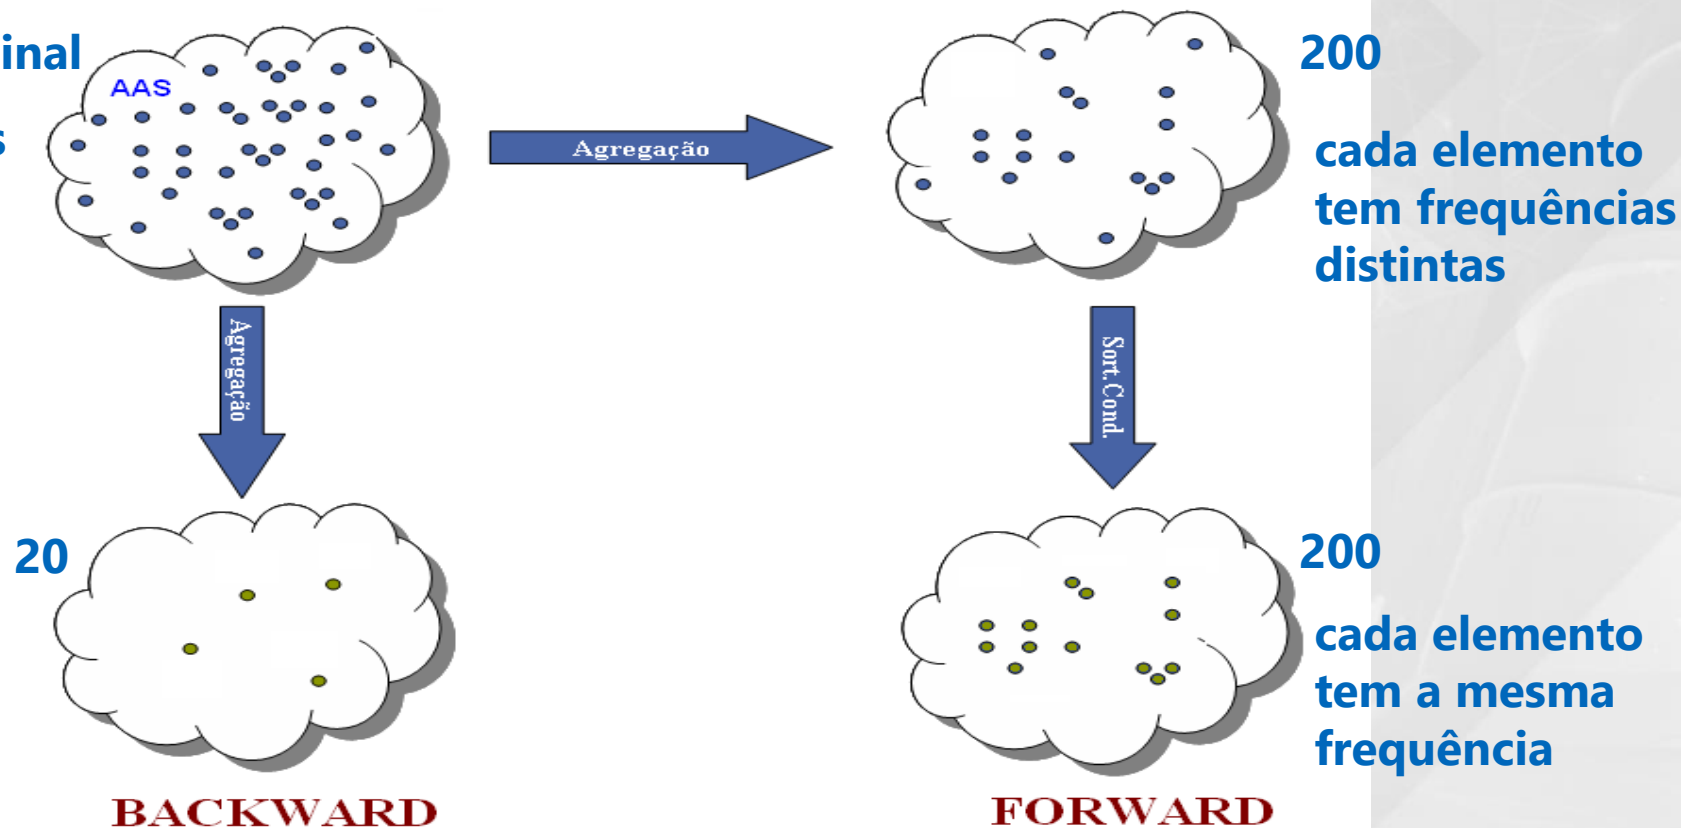 AAS
Agregação
200
cada elemento
tem frequências
distintas
Agregação
Sort. Cond.
20
200
cada elemento
tem a mesma
frequência
BACKWARD
FORWARD